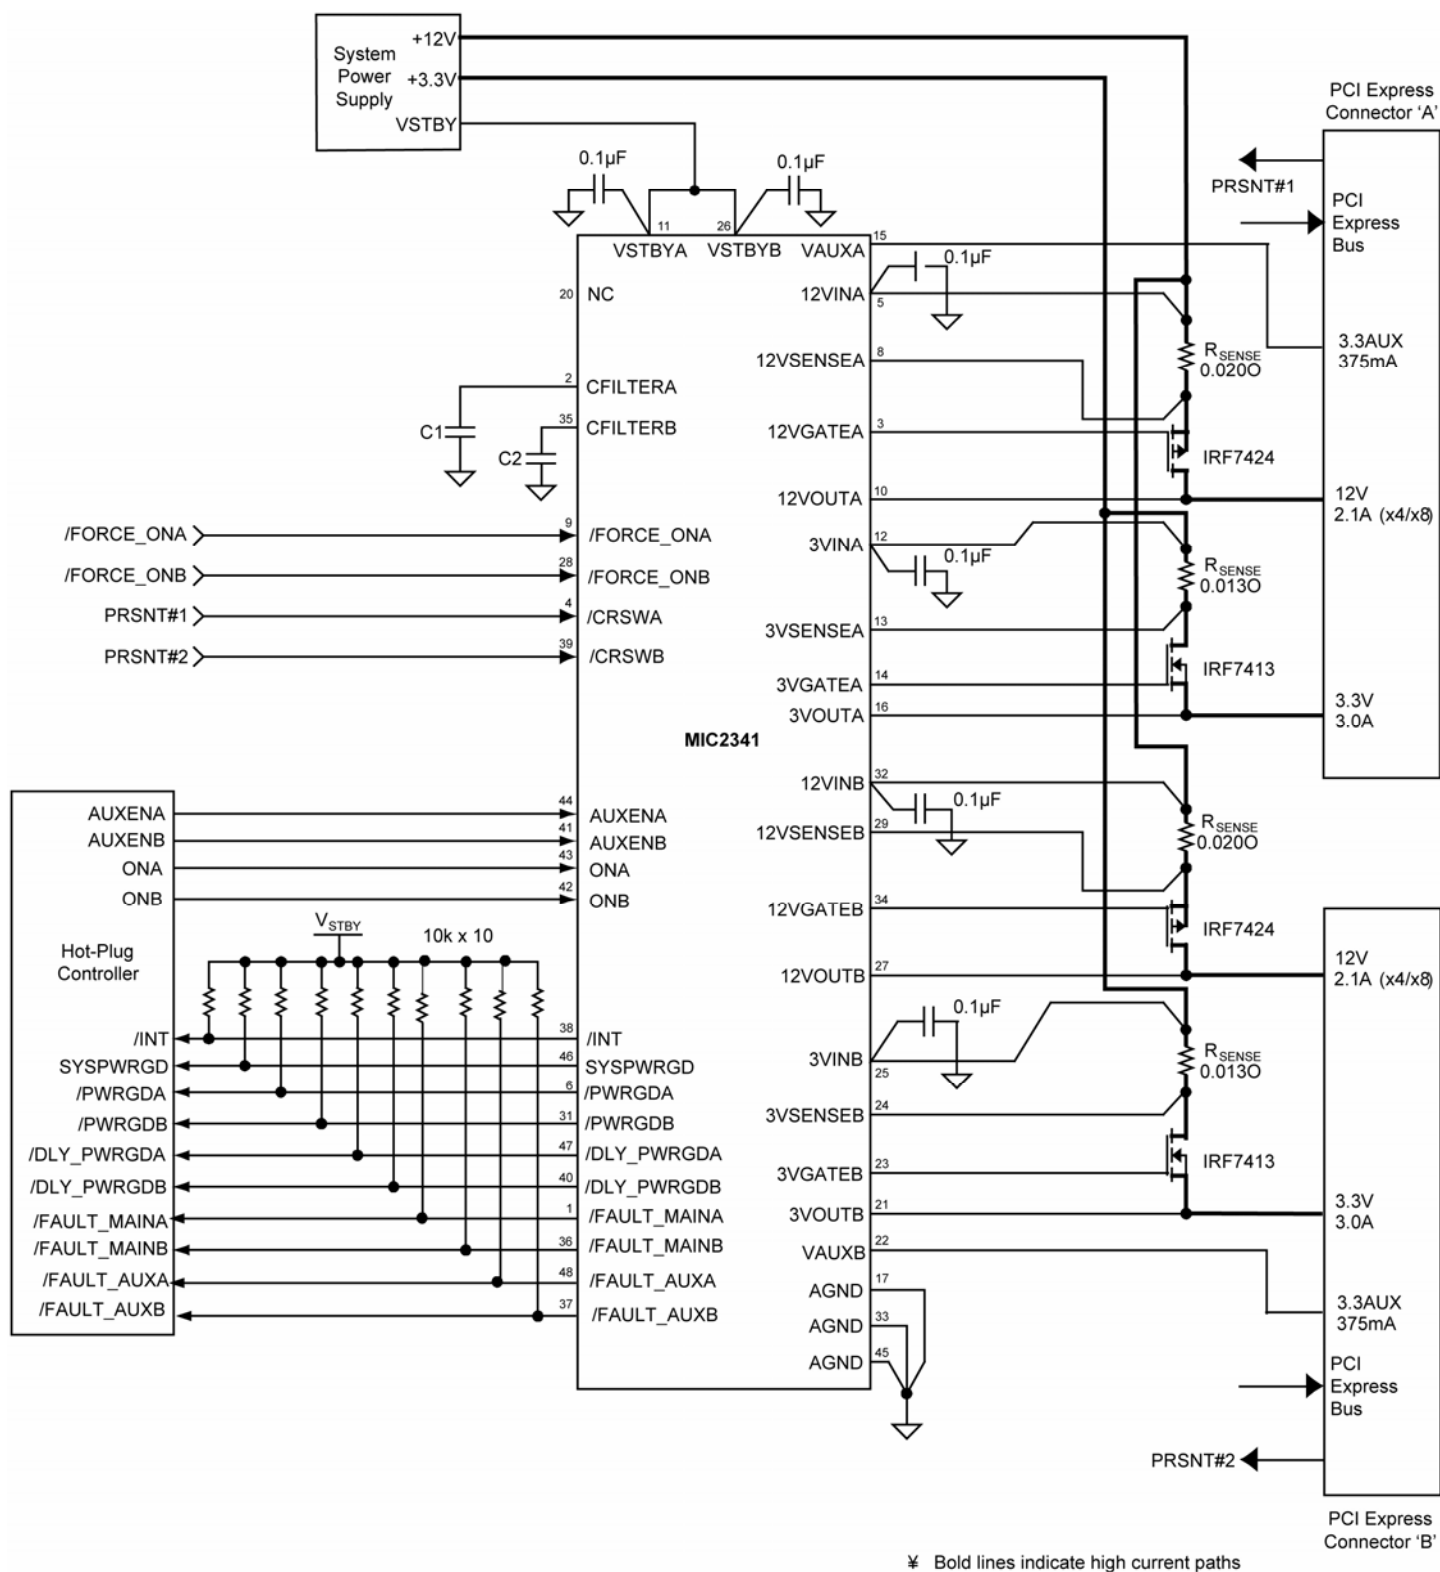 System
Power
Supply
+12V
+3.3V
VSTBY
PCI Express
Connector 'A'
0.1µF
0.1µF
PRSNT#1
PCI
Express
Bus
11
26
15
VSTBYA
VSTBYB
VAUXA
0.1µF
20
NC
12VINA
5
3.3AUX
375mA
RSENSE
0.020O
12VSENSEA
8
2
CFILTERA
C1
35
CFILTERB
C2
12VGATEA
3
IRF7424
12VOUTA
10
12V
2.1A (x4/x8)
/FORCE_ONA
9
/FORCE_ONA
3VINA
12
0.1µF
RSENSE
0.013O
/FORCE_ONB
28
/FORCE_ONB
PRSNT#1
4
/CRSWA
3VSENSEA
13
PRSNT#2
39
/CRSWB
3VGATEA
14
IRF7413
3VOUTA
16
3.3V
3.0A
MIC2341
12VINB
32
0.1µF
AUXENA
44
AUXENA
12VSENSEB
29
RSENSE
0.020O
AUXENB
41
AUXENB
ONA
43
ONA
ONB
42
ONB
12VGATEB
34
IRF7424
VSTBY
10k x 10
Hot-Plug
Controller
12VOUTB
27
12V
2.1A (x4/x8)
0.1µF
/INT
38
/INT
3VINB
25
RSENSE
0.013O
SYSPWRGD
46
SYSPWRGD
/PWRGDA
6
/PWRGDA
3VSENSEB
24
/PWRGDB
31
/PWRGDB
/DLY_PWRGDA
47
/DLY_PWRGDA
3VGATEB
23
IRF7413
/DLY_PWRGDB
40
/DLY_PWRGDB
/FAULT_MAINA
1
/FAULT_MAINA
3VOUTB
21
3.3V
3.0A
/FAULT_MAINB
36
/FAULT_MAINB
VAUXB
22
/FAULT_AUXA
48
/FAULT_AUXA
AGND
17
/FAULT_AUXB
37
/FAULT_AUXB
3.3AUX
375mA
AGND
33
AGND
45
PCI
Express
Bus
PRSNT#2
PCI Express
Connector 'B'
¥ Bold lines indicate high current paths